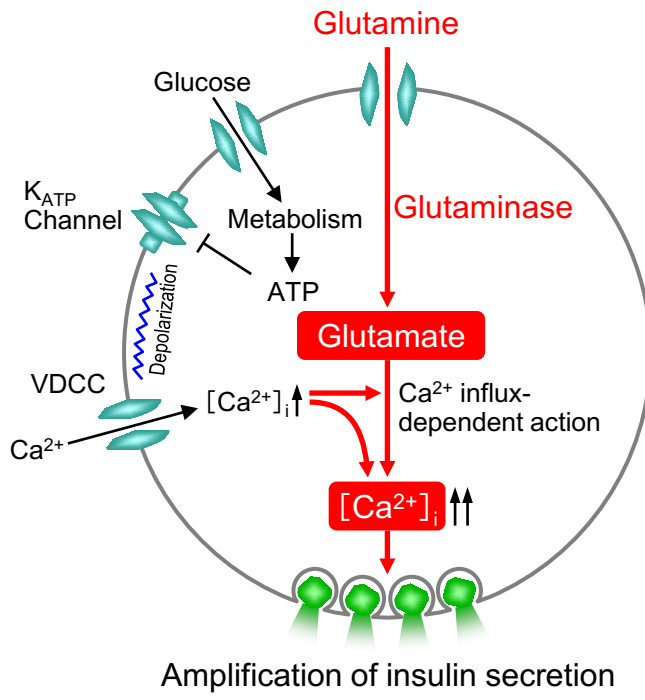 Glutamine
Glucose
K_ATP
Channel
Metabolism
Glutaminase
ATP
Depolarization
Glutamate
VDCC
[Ca²⁺]ᵢ
Ca²⁺ influx-
dependent action
Ca²⁺
[Ca²⁺]ᵢ
Amplification of insulin secretion